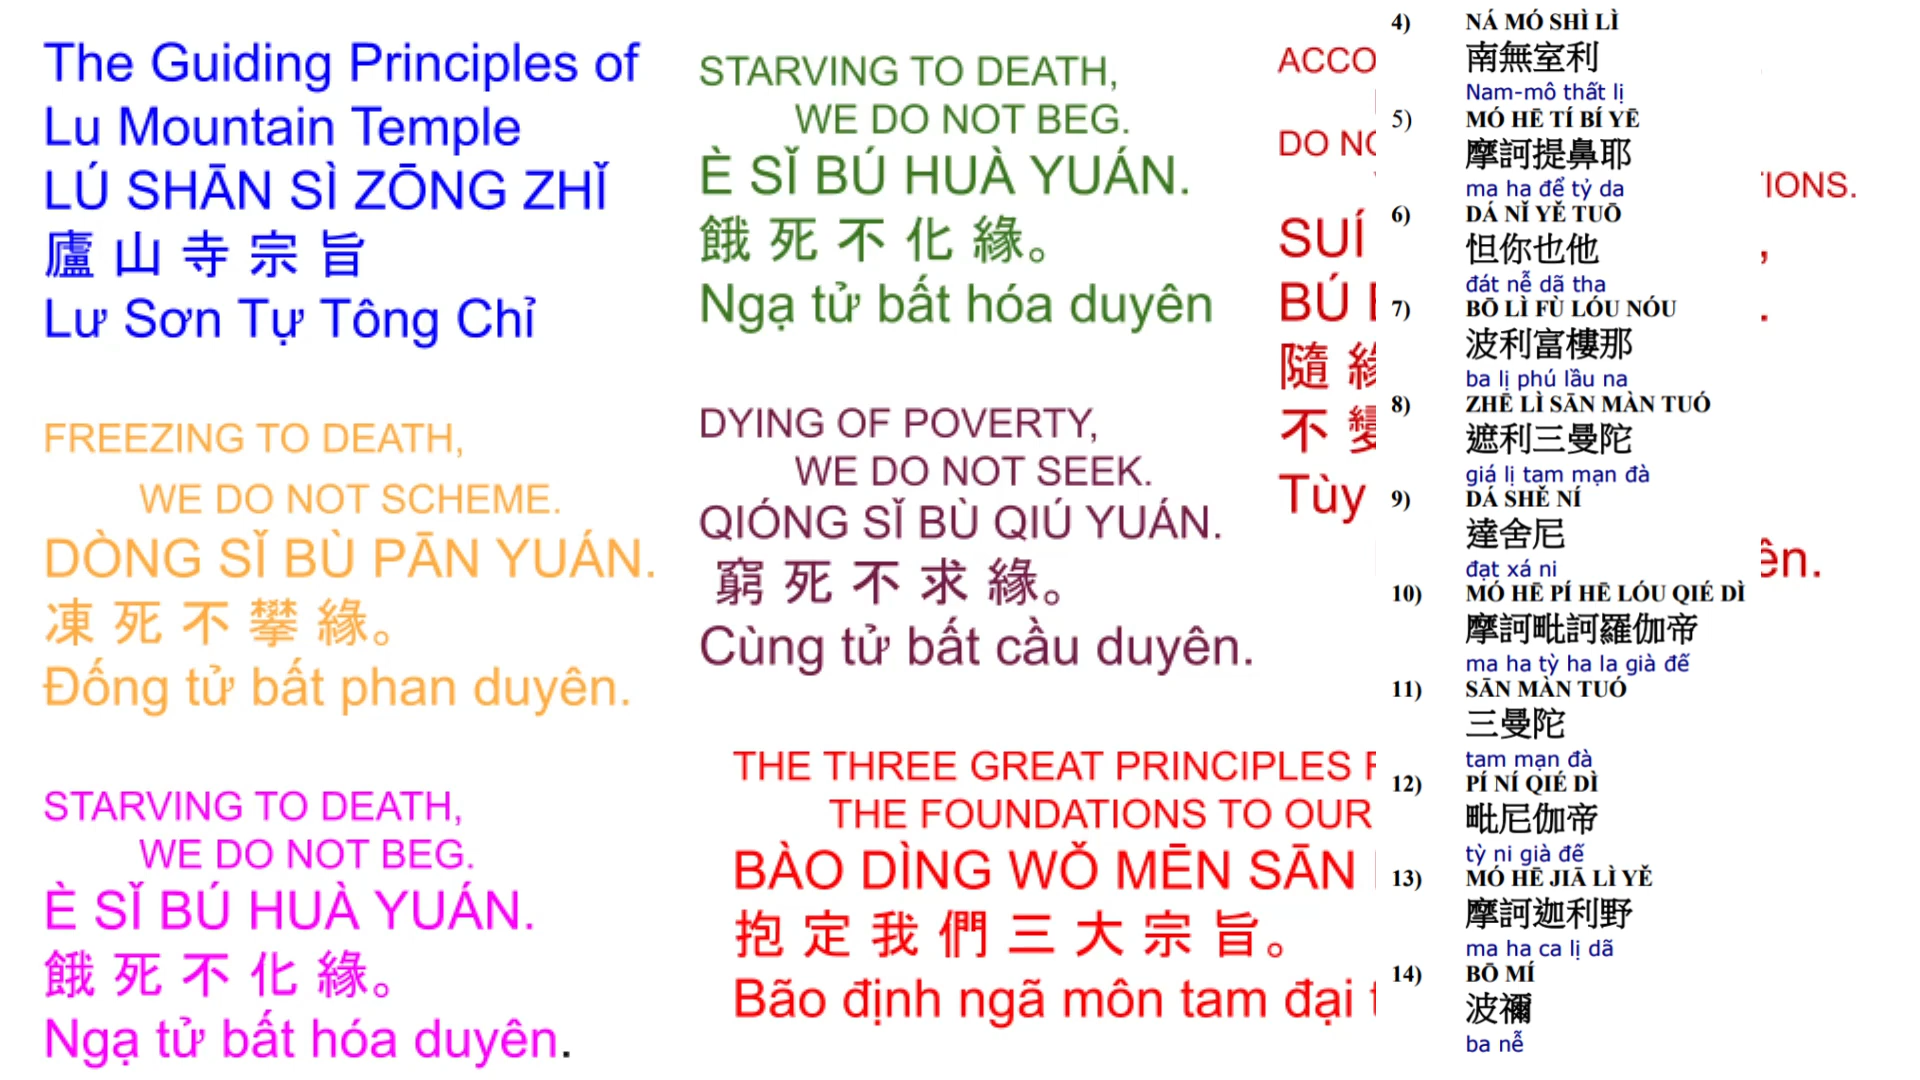 The Guiding Principles of
Lu Mountain Temple
LÚ SHĀN SÌ ZŌNG ZHǏ
廬 山 寺 宗 旨
Lư Sơn Tự Tông Chỉ
FREEZING TO DEATH,
WE DO NOT SCHEME.
DÒNG SǏ BÙ PĀN YUÁN.
凍 死 不 攀 緣。
Đống tử bất phan duyên.
STARVING TO DEATH,
WE DO NOT BEG.
È SǏ BÚ HUÀ YUÁN.
餓 死 不 化 緣。
Ngạ tử bất hóa duyên.
STARVING TO DEATH,
WE DO NOT BEG.
È SǏ BÚ HUÀ YUÁN.
餓 死 不 化 緣。
Ngạ tử bất hóa duyên
DYING OF POVERTY,
WE DO NOT SEEK.
QIÓNG SǏ BÙ QIÚ YUÁN.
窮 死 不 求 緣。
Cùng tử bất cầu duyên.
THE THREE GREAT PRINCIPLES
THE FOUNDATIONS TO OUR
BÀO DÌNG WǑ MĒN SĀN
抱 定 我 們 三 大 宗 旨。
Bão định ngã môn tam đại
DO
SUÍ
BÚ
隨 緣
不 變
Tùy
4) NÁ MÓ SHÌ LÌ
南無室利
Nam-mô thất lị
5) MÓ HĒ TÍ BÍ YĒ
摩訶提鼻耶
ma ha để tỷ da
6) DÁ NǏ YĚ TUŌ
怛你也他
đát nễ dã tha
7) BŌ LÌ FÙ LÓU NÓU
波利富樓那
ba lị phú lầu na
8) ZHĒ LÌ SĀN MÀN TUÓ
遮利三曼陀
giá lị tam mạn đà
9) DÁ SHĚ NÍ
達舍尼
đạt xá ni
10) MÓ HĒ PÍ HĒ LÓU QIÉ DÌ
摩訶毗訶羅伽帝
ma ha tỳ ha la già đế
11) SĀN MÀN TUÓ
三曼陀
tam mạn đà
12) PÍ NÍ QIÉ DÌ
毗尼伽帝
tỳ ni già đế
13) MÓ HĒ JIĀ LÌ YĚ
摩訶迦利野
ma ha ca lị dã
14) BŌ MÍ
波禰
ba nễ